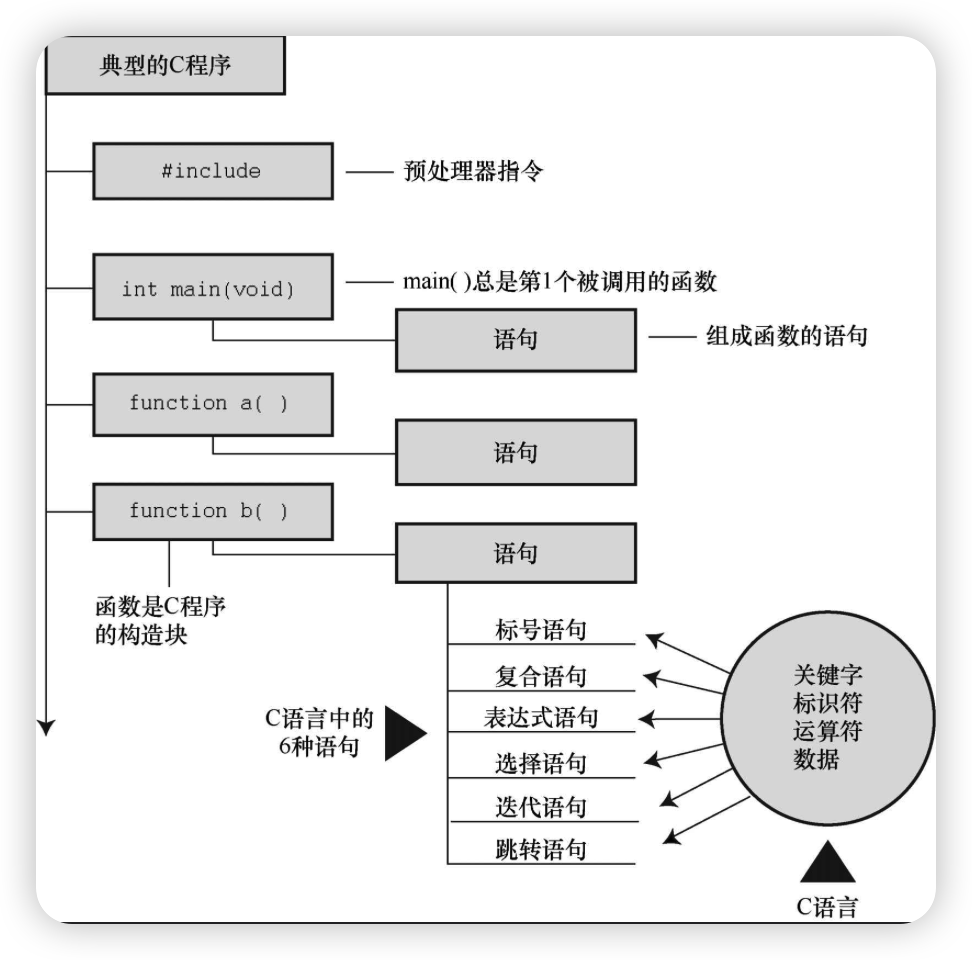 典型的C程序
#include
预处理器指令
int main(void)
main( )总是第1个被调用的函数
语句
组成函数的语句
function a( )
语句
function b( )
语句
函数是C程序
的构造块
标号语句
复合语句
表达式语句
选择语句
迭代语句
跳转语句
C语言中的
6种语句
关键字
标识符
运算符
数据
C语言